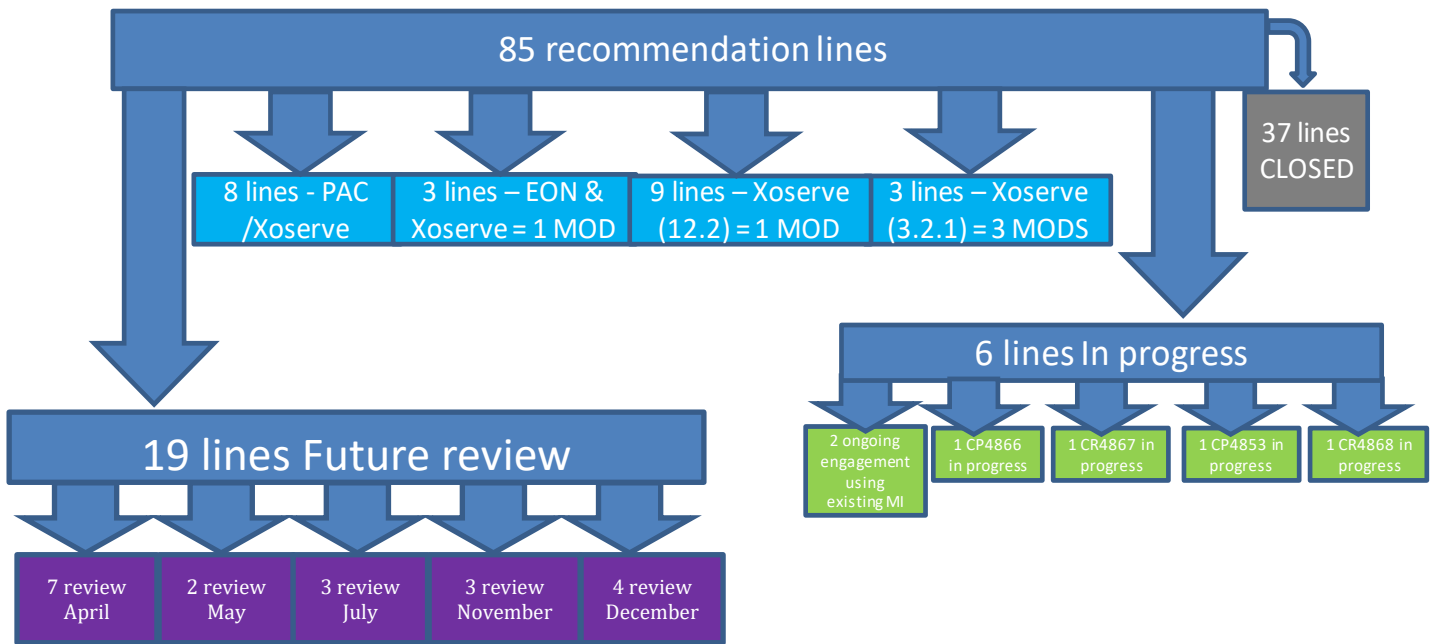 85 recommendation lines
37 lines
CLOSED
8 lines - PAC
/Xoserve
3 lines – EON &
Xoserve = 1 MOD
9 lines – Xoserve
(12.2) = 1 MOD
3 lines – Xoserve
(3.2.1) = 3 MODS
6 lines In progress
2 ongoing
engagement
using
existing MI
1 CP4866
in progress
1 CR4867 in
progress
1 CP4853 in
progress
1 CR4868 in
progress
19 lines Future review
7 review
April
2 review
May
3 review
July
3 review
November
4 review
December